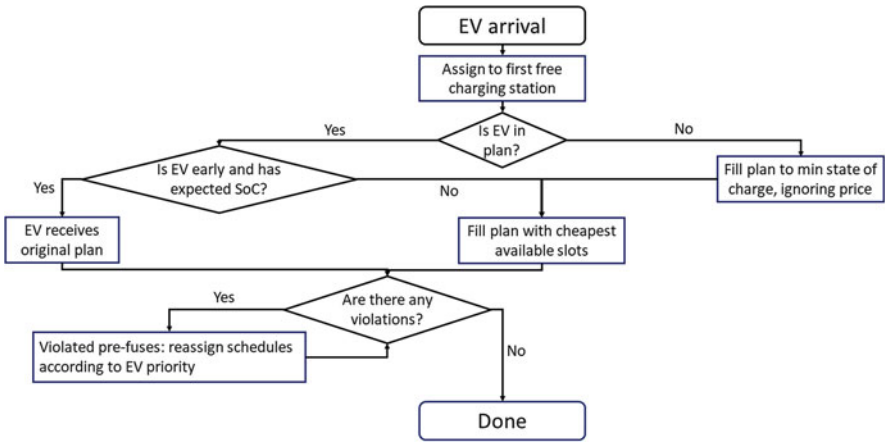 EV arrival
Assign to first free
charging station
Is EV in
plan?
Yes
No
Is EV early and has
expected SoC?
Fill plan to min state of
charge, ignoring price
Yes
No
EV receives
original plan
Fill plan with cheapest
available slots
Are there any
violations?
Yes
No
Violated pre-fuses: reassign schedules
according to EV priority
Done